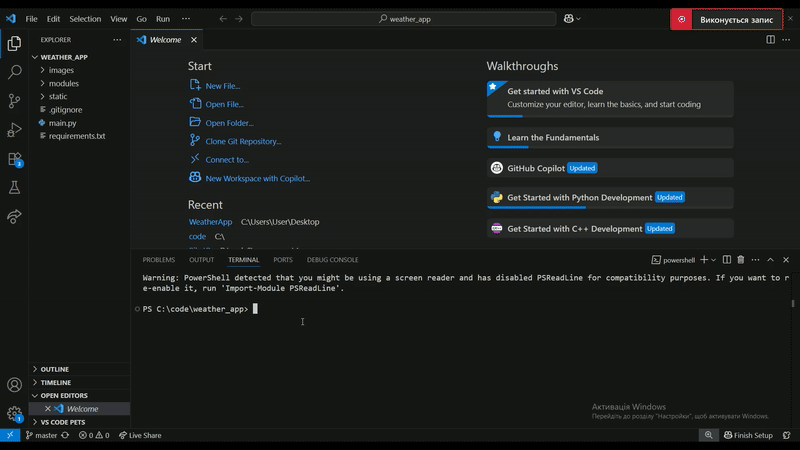 File Edit Selection View Go Run ···
weather_app
Виконується запис
EXPLORER ···
WEATHER_APP
images
modules
static
.gitignore
main.py
requirements.txt
OUTLINE
TIMELINE
OPEN EDITORS
Welcome
VS CODE PETS
Welcome
Start
New File...
Open File...
Open Folder...
Clone Git Repository...
Connect to...
New Workspace with Copilot...
Recent
WeatherApp C:\Users\User\Desktop
code C:\
Walkthroughs
Get started with VS Code
Customize your editor, learn the basics, and start coding
Learn the Fundamentals
GitHub Copilot Updated
Get Started with Python Development Updated
Get Started with C++ Development Updated
PROBLEMS OUTPUT TERMINAL PORTS DEBUG CONSOLE powershell
Warning: PowerShell detected that you might be using a screen reader and has disabled PSReadLine for compatibility purposes. If you want to r
e-enable it, run 'Import-Module PSReadLine'.
PS C:\code\weather_app>
Активація Windows
Перейдіть до розділу "Настройки", щоб активувати Windows.
3
1
master 0 0 Live Share Finish Setup